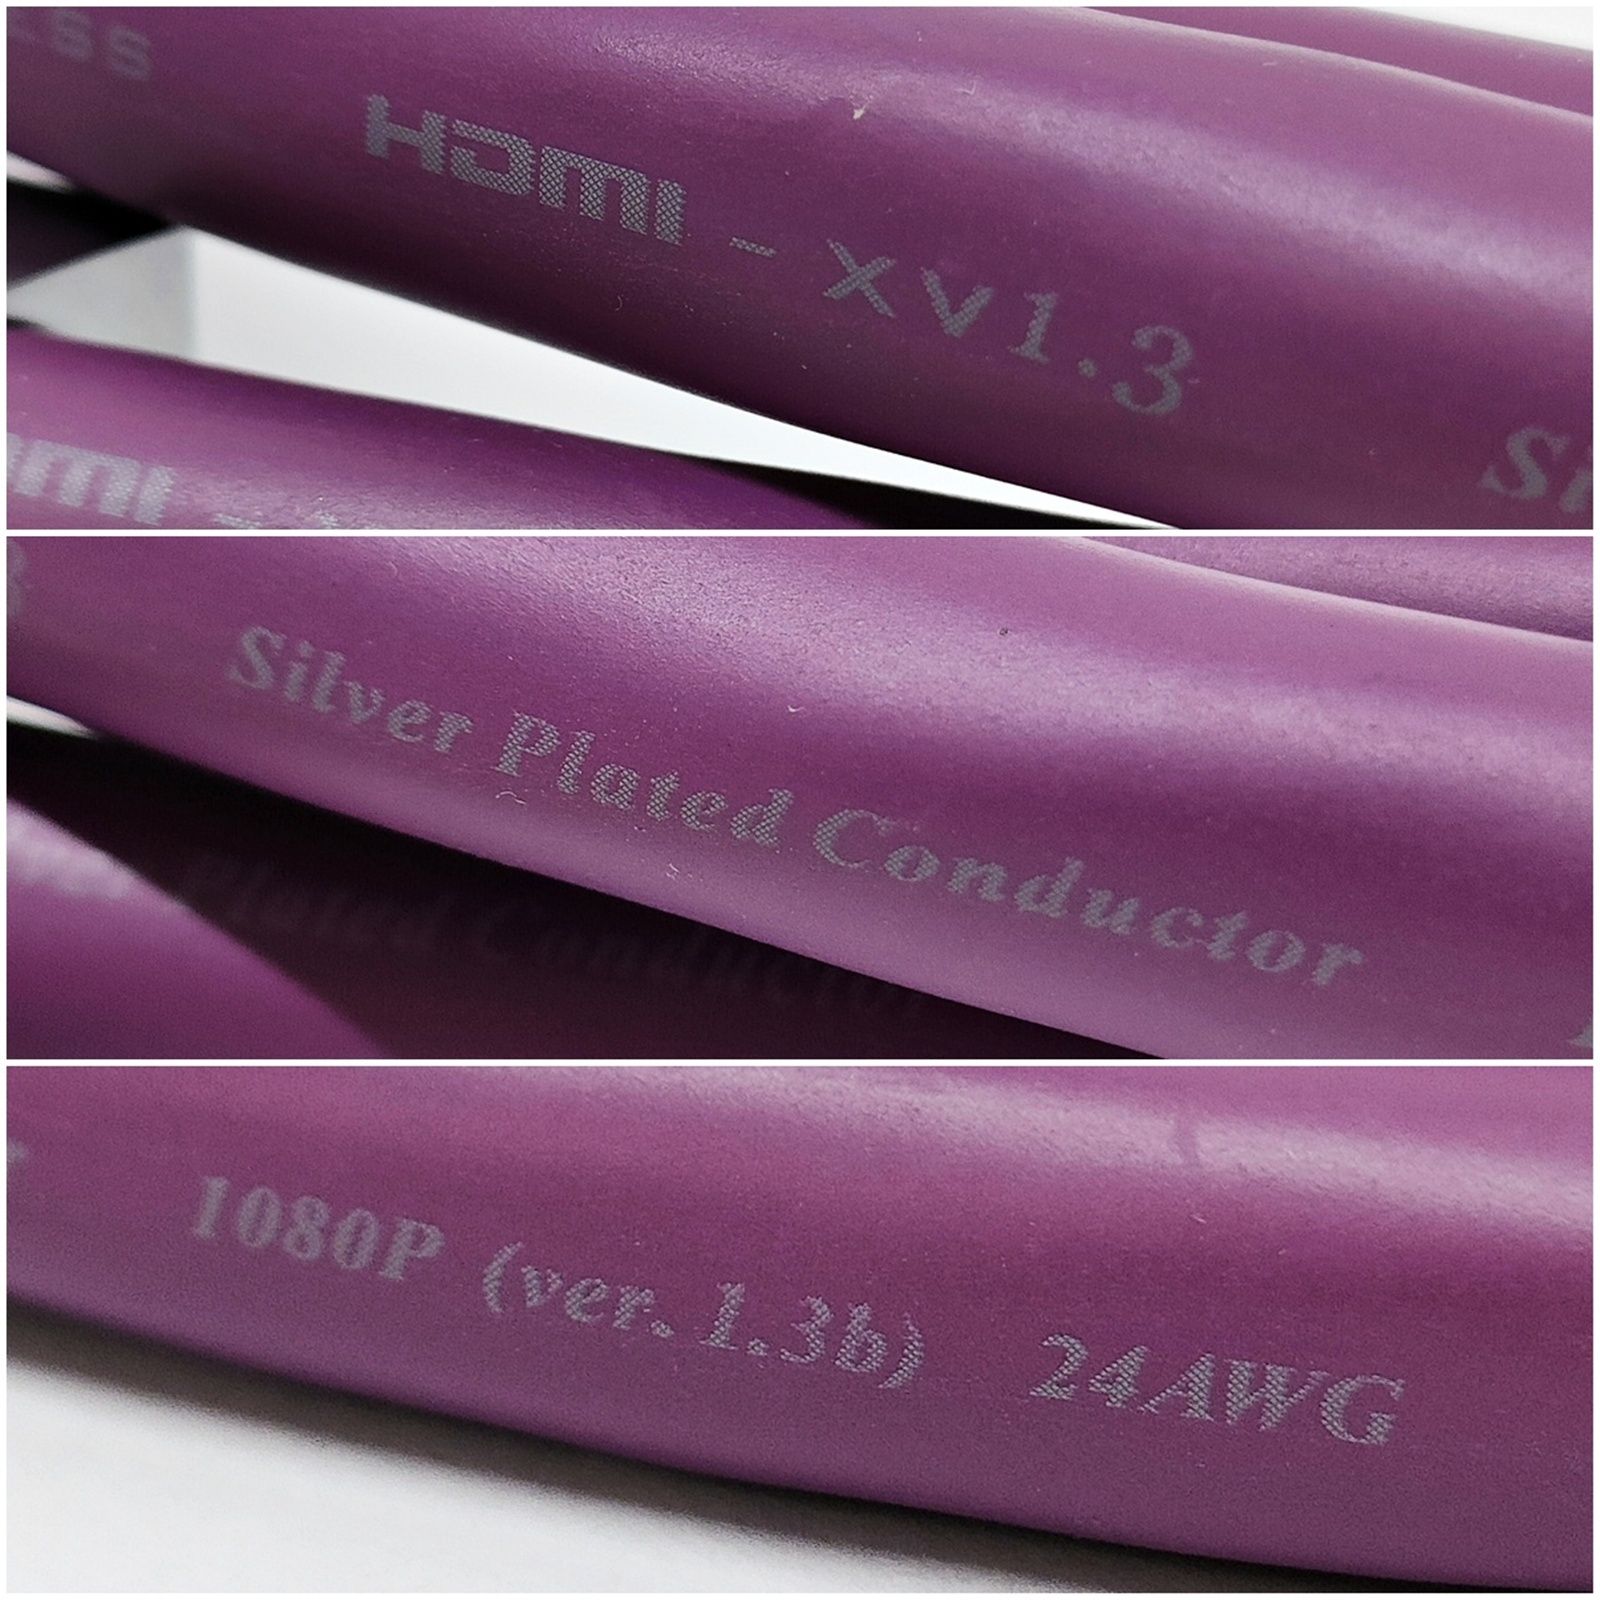 HDMI - XV1.3
Silver Plated Conductor
1080P (ver.1.3b) 24AWG